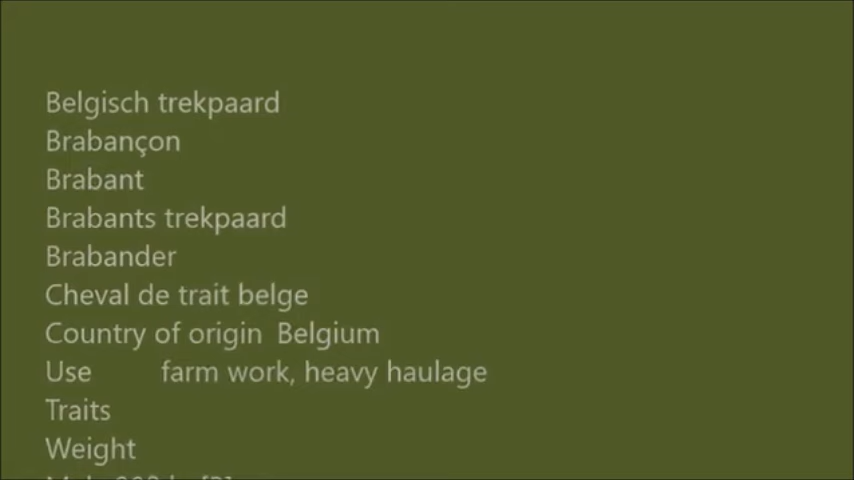 Belgisch trekpaard
Brabançon
Brabant
Brabants trekpaard
Brabander
Cheval de trait belge
Country of origin Belgium
Use farm work, heavy haulage
Traits
Weight